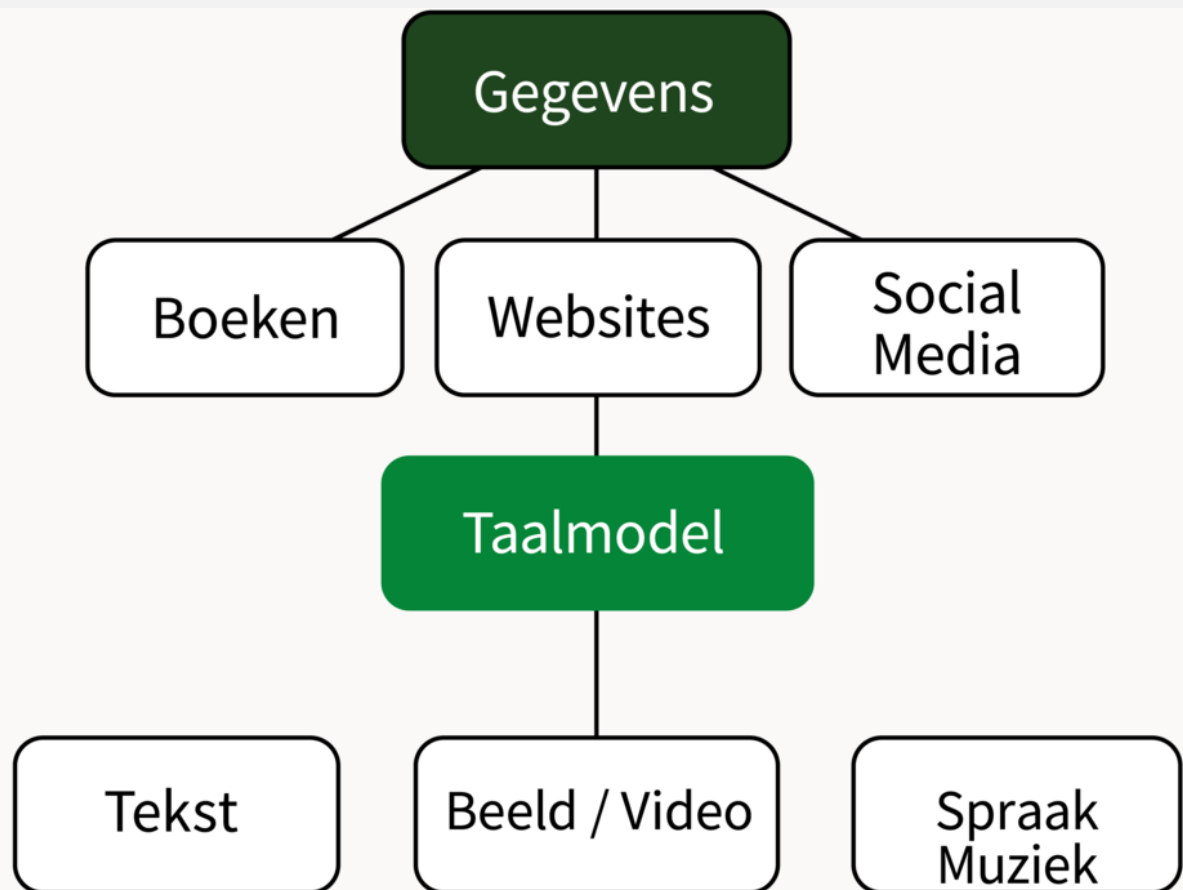 Gegevens
Boeken
Websites
Social
Media
Taalmodel
Tekst
Beeld / Video
Spraak
Muziek